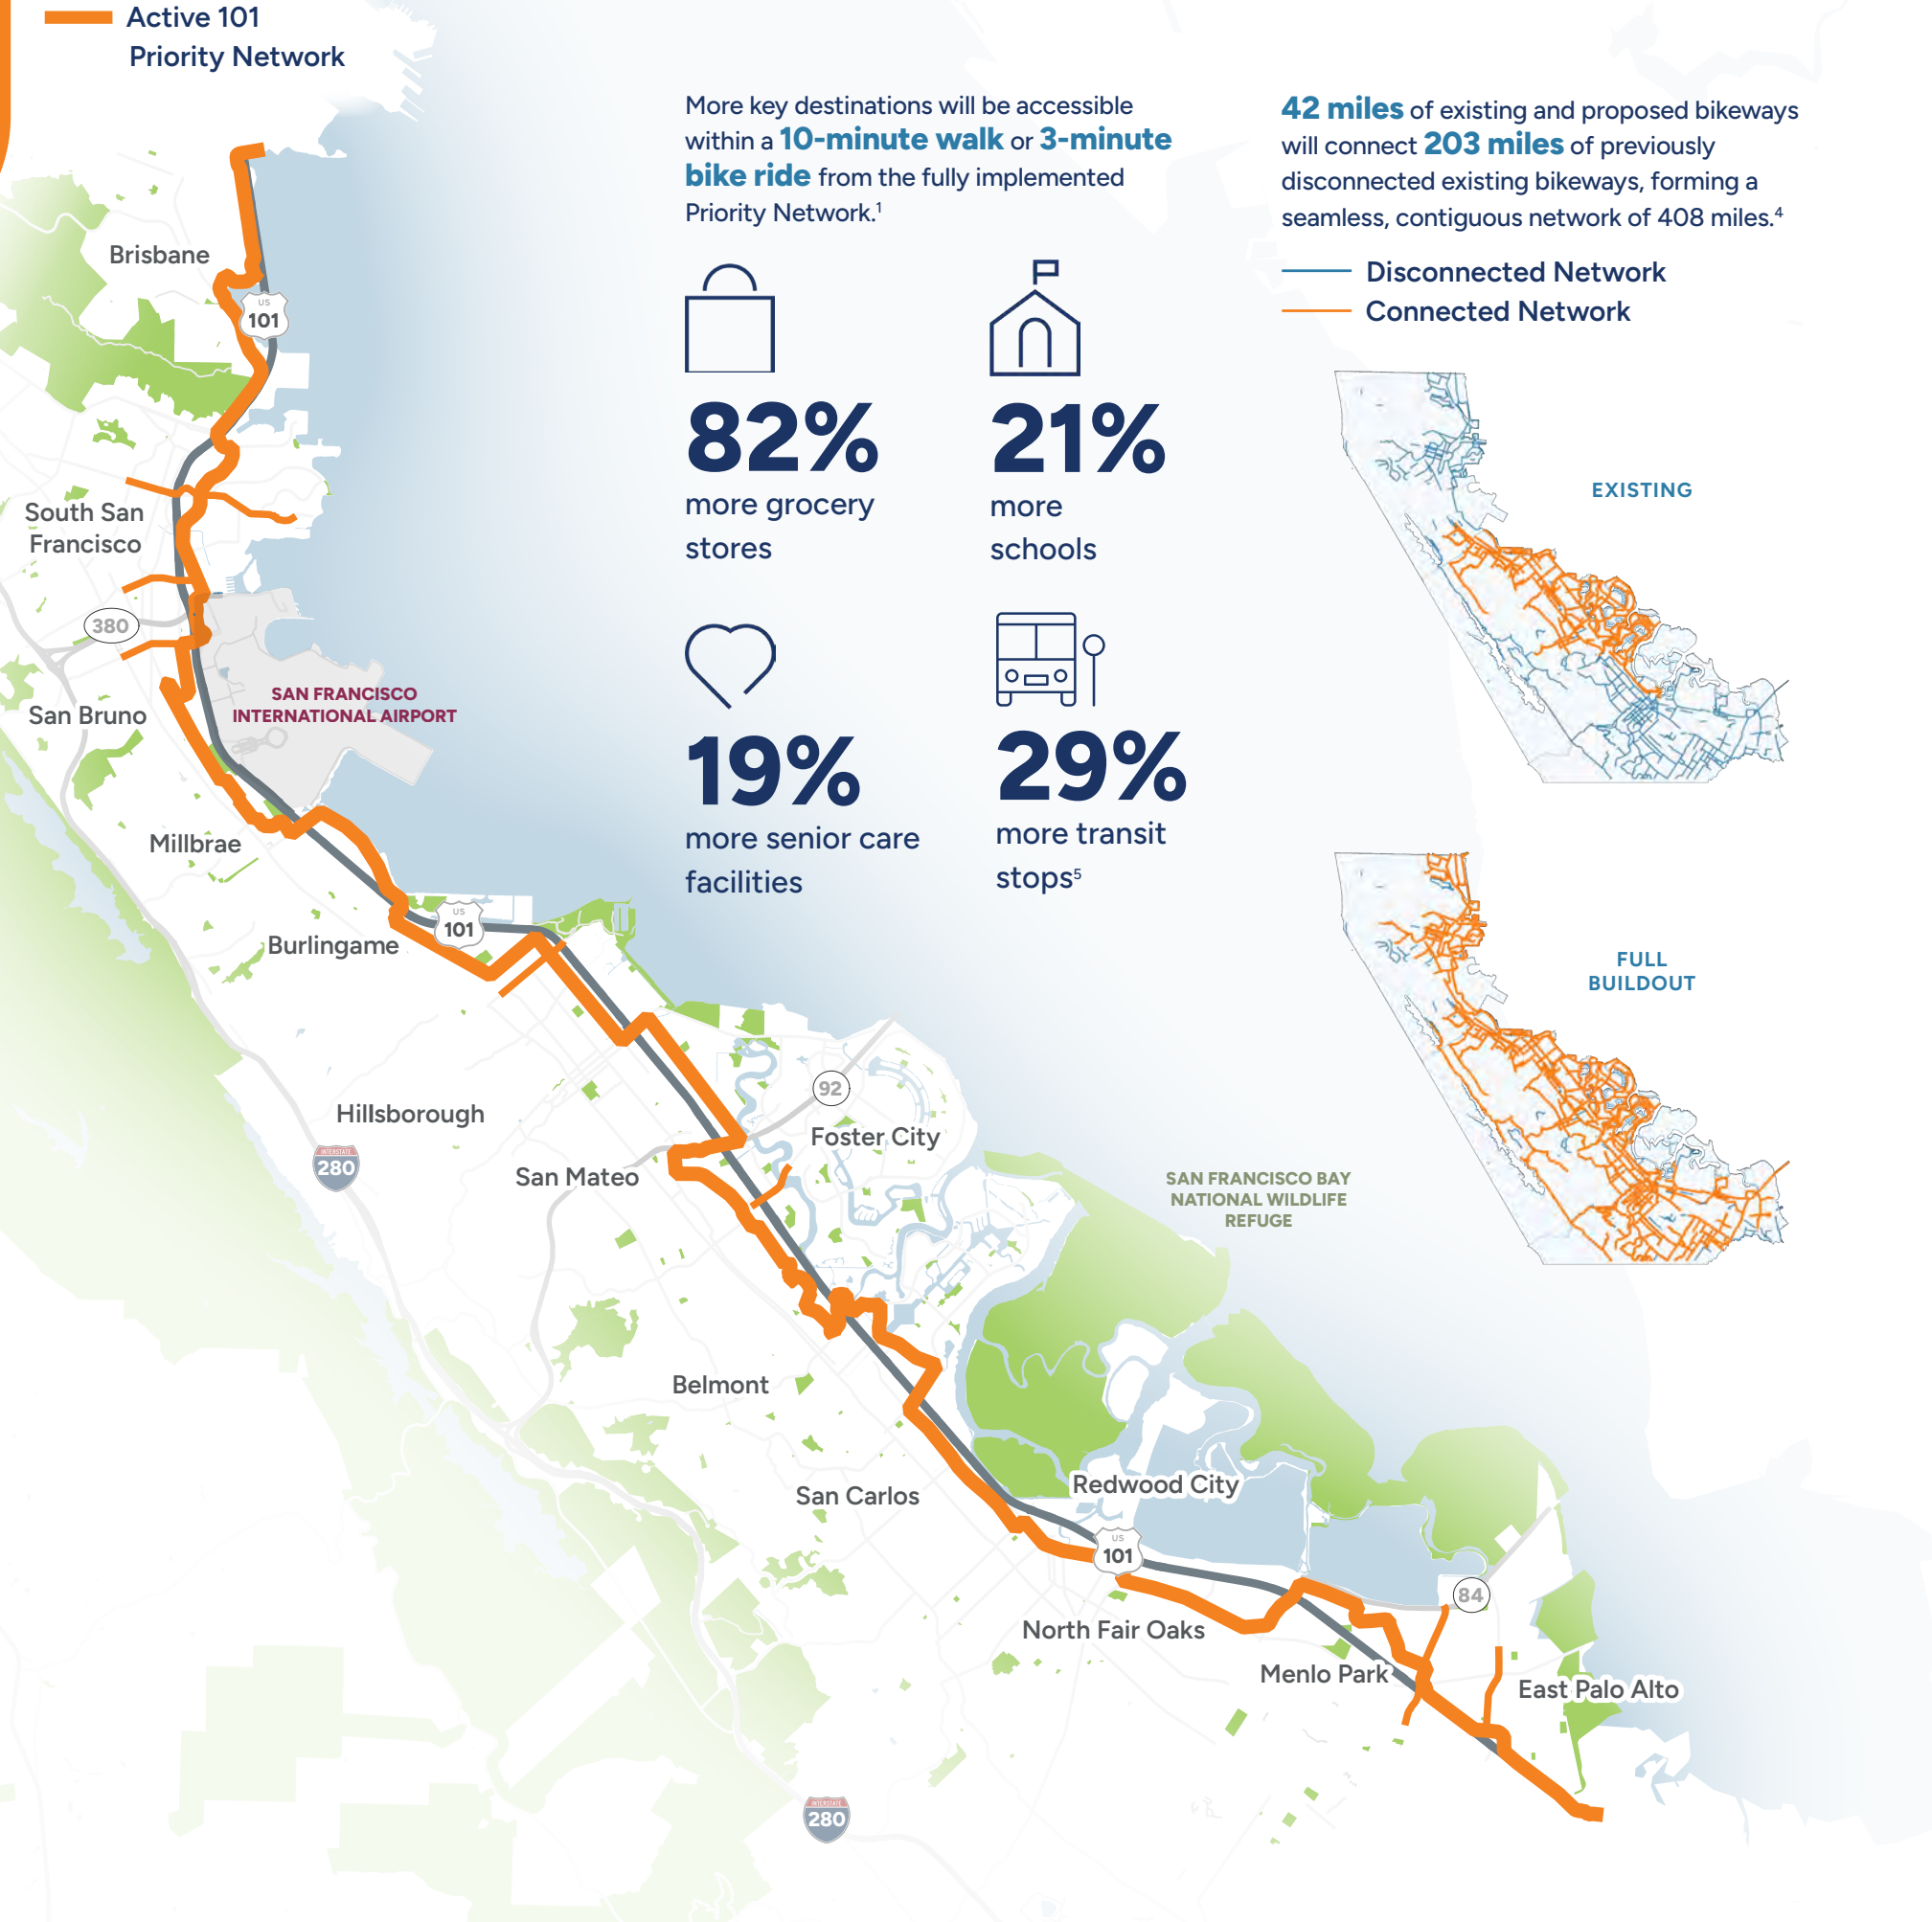 Active 101
Priority Network
More key destinations will be accessible
within a 10-minute walk or 3-minute
bike ride from the fully implemented
Priority Network.¹
82%
more grocery
stores
21%
more
schools
19%
more senior care
facilities
29%
more transit
stops⁵
42 miles of existing and proposed bikeways
will connect 203 miles of previously
disconnected existing bikeways, forming a
seamless, contiguous network of 408 miles.⁴
Disconnected Network
Connected Network
EXISTING
FULL
BUILDOUT
Brisbane
US
101
South San
Francisco
380
SAN FRANCISCO
INTERNATIONAL AIRPORT
San Bruno
Millbrae
US
101
Burlingame
92
Hillsborough
Foster City
INTERSTATE
280
San Mateo
SAN FRANCISCO BAY
NATIONAL WILDLIFE
REFUGE
Belmont
Redwood City
San Carlos
US
101
84
North Fair Oaks
Menlo Park
East Palo Alto
INTERSTATE
280